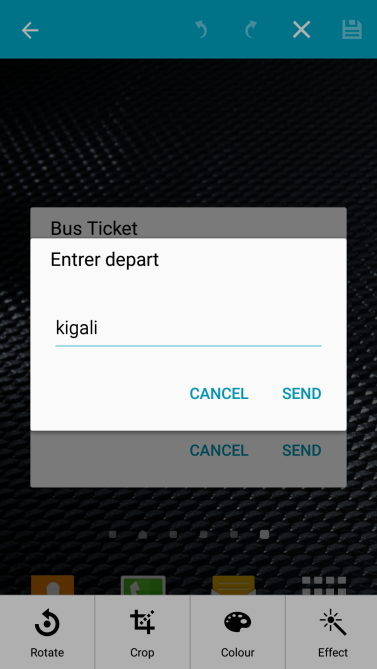 Bus Ticket
Entrer depart
kigali
CANCEL SEND
CANCEL SEND
Rotate Crop Colour Effect